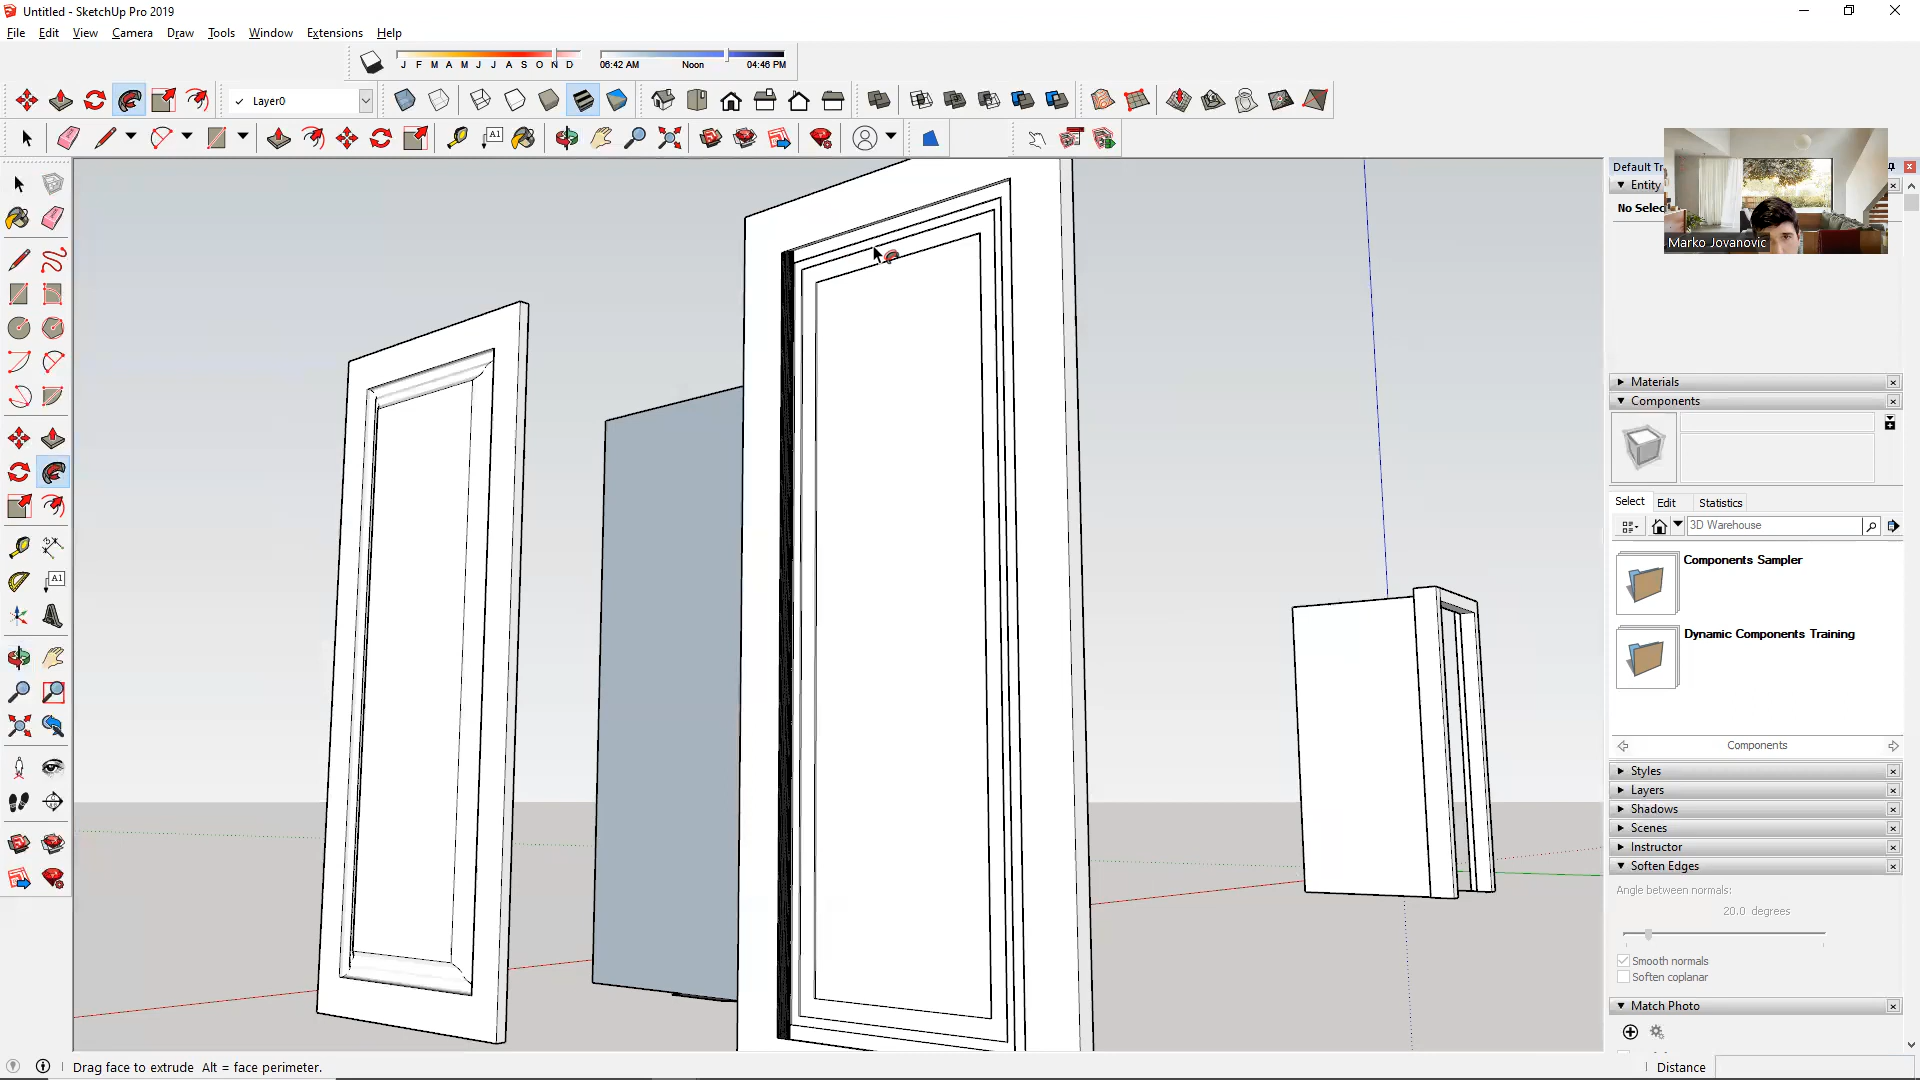 Untitled - SketchUp Pro 2019
File Edit View Camera Draw Tools Window Extensions Help
J F M A M J J A S O N D
06:42 AM Noon 04:46 PM
Layer0
A1
Default Tr
Entity
No Selec
Marko Jovanovic
A1
Materials
Components
Select Edit Statistics
3D Warehouse
Components Sampler
Dynamic Components Training
Components
Styles
Layers
Shadows
Scenes
Instructor
Soften Edges
Angle between normals:
20.0 degrees
Smooth normals
Soften coplanar
Match Photo
Drag face to extrude Alt = face perimeter.
Distance